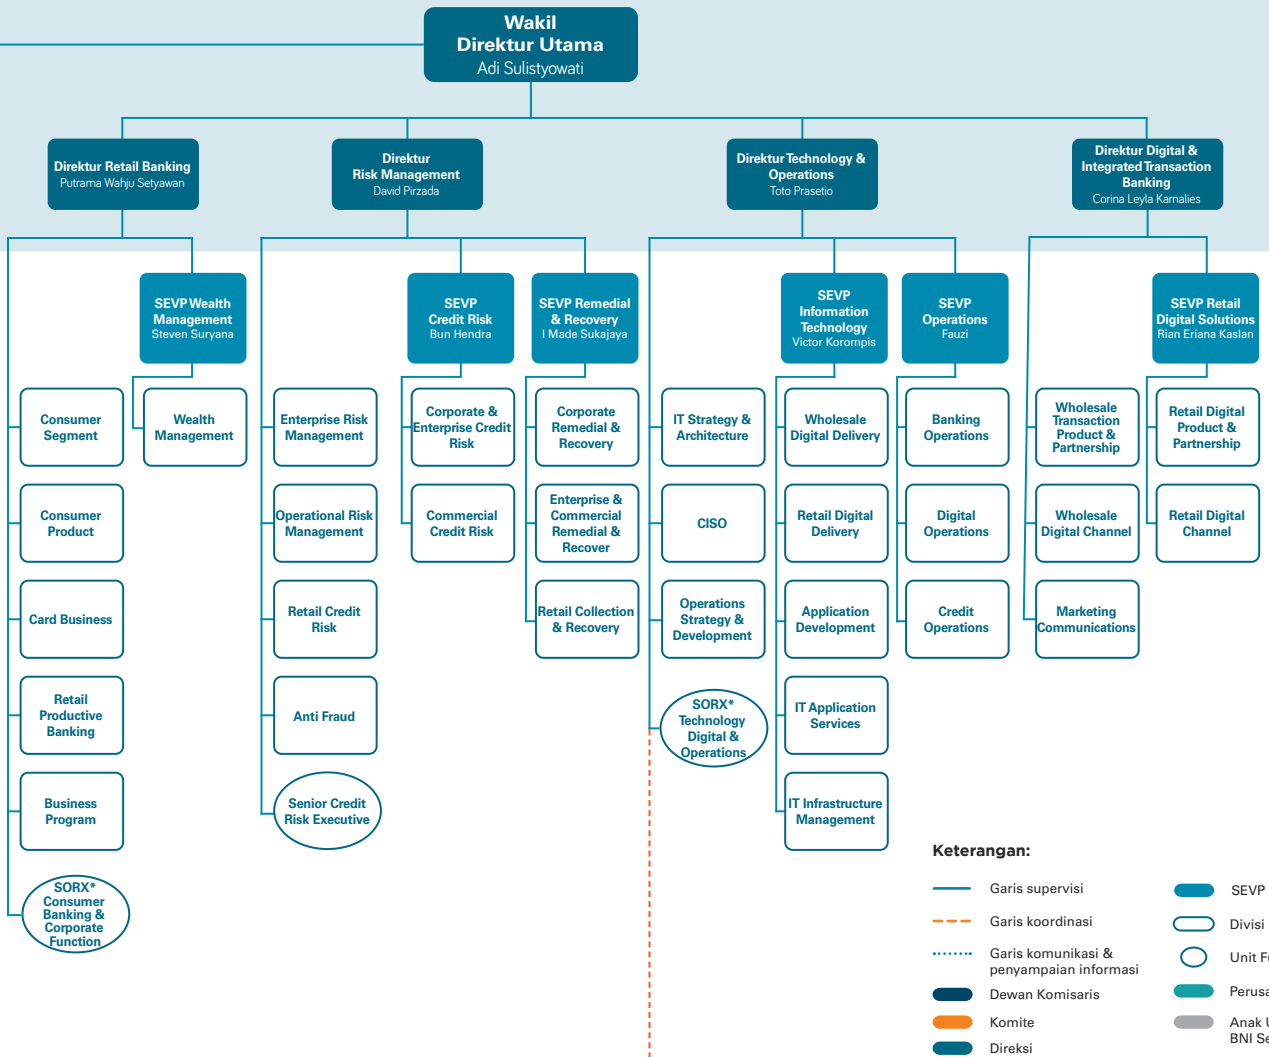 Wakil
Direktur Utama
Adi Sulistyowati
Direktur Retail Banking
Putrama Wahju Setyawan
Direktur
Risk Management
David Pirzada
Direktur Technology &
Operations
Toto Prasetio
Direktur Digital &
Integrated Transaction
Banking
Corina Leyla Karnalies
SEVP Wealth
Management
Steven Suryana
SEVP
Credit Risk
Bun Hendra
SEVP Remedial
& Recovery
I Made Sukajaya
SEVP
Information
Technology
Victor Korompis
SEVP
Operations
Fauzi
SEVP Retail
Digital Solutions
Rian Eriana Kaslan
Consumer
Segment
Wealth
Management
Enterprise Risk
Management
Corporate &
Enterprise Credit
Risk
Corporate
Remedial &
Recovery
IT Strategy &
Architecture
Wholesale
Digital Delivery
Banking
Operations
Wholesale
Transaction
Product &
Partnership
Retail Digital
Product &
Partnership
Consumer
Product
Operational Risk
Management
Commercial
Credit Risk
Enterprise &
Commercial
Remedial &
Recover
CISO
Retail Digital
Delivery
Digital
Operations
Wholesale
Digital Channel
Retail Digital
Channel
Card Business
Retail Credit
Risk
Retail Collection
& Recovery
Operations
Strategy &
Development
Application
Development
Credit
Operations
Marketing
Communications
Retail
Productive
Banking
Anti Fraud
SORX*
Technology
Digital &
Operations
IT Application
Services
Business
Program
Senior Credit
Risk Executive
IT Infrastructure
Management
SORX*
Consumer
Banking &
Corporate
Function
Keterangan:
Garis supervisi
Garis koordinasi
Garis komunikasi &
penyampaian informasi
Dewan Komisaris
Komite
Direksi
SEVP
Divisi
Unit Fu
Perusa
Anak U
BNI Se